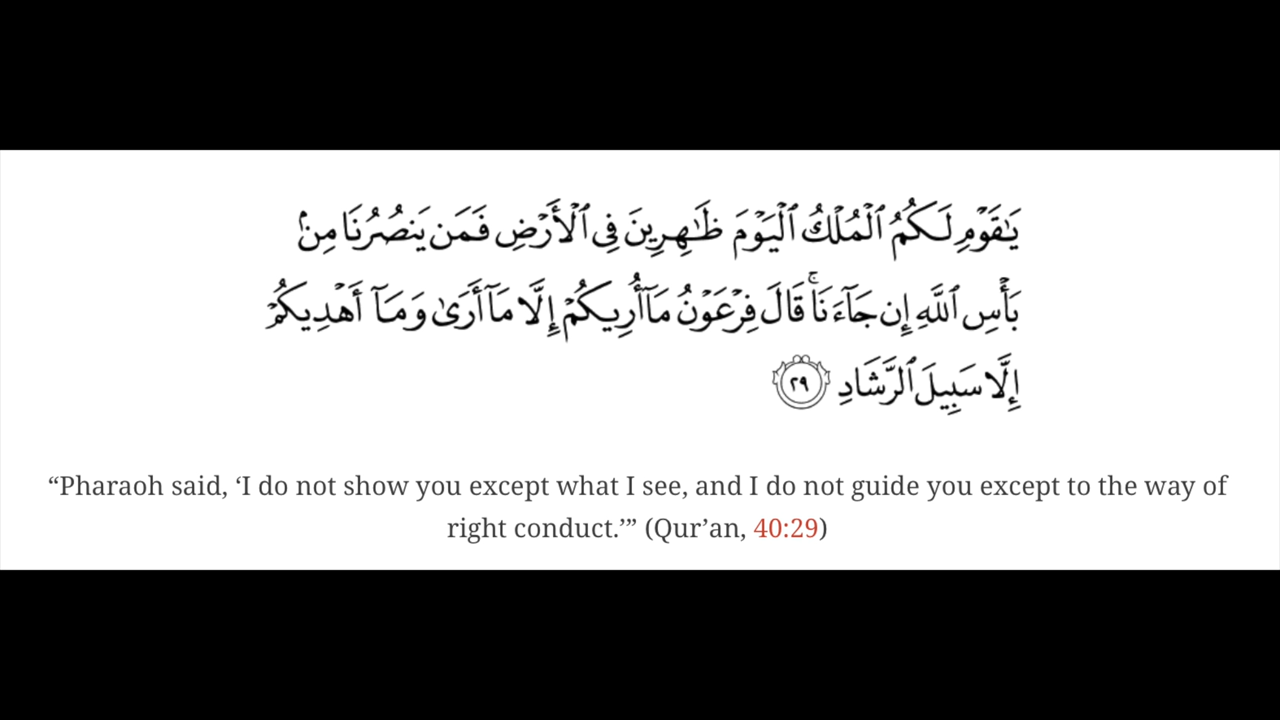 يَٰقَوْمِ لَكُمُ ٱلْمُلْكُ ٱلْيَوْمَ ظَٰهِرِينَ فِى ٱلْأَرْضِ فَمَن يَنصُرُنَا مِنۢ
بَأْسِ ٱللَّهِ إِن جَآءَنَا ۚ قَالَ فِرْعَوْنُ مَآ أُرِيكُمْ إِلَّا مَآ أَرَىٰ وَمَآ أَهْدِيكُمْ
إِلَّا سَبِيلَ ٱلرَّشَادِ ٢٩
“Pharaoh said, ‘I do not show you except what I see, and I do not guide you except to the way of
right conduct.’” (Qur’an, 40:29)